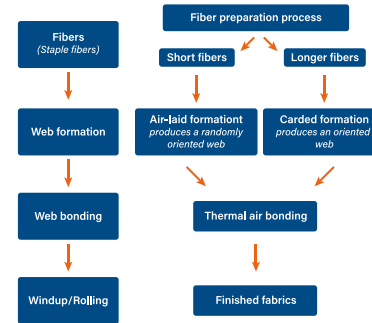 Fibers
(Staple fibers)
Web formation
Web bonding
Windup/Rolling
Fiber preparation process
Short fibers
Longer fibers
Air-laid formationt
produces a randomly
oriented web
Carded formation
produces an oriented
web
Thermal air bonding
Finished fabrics